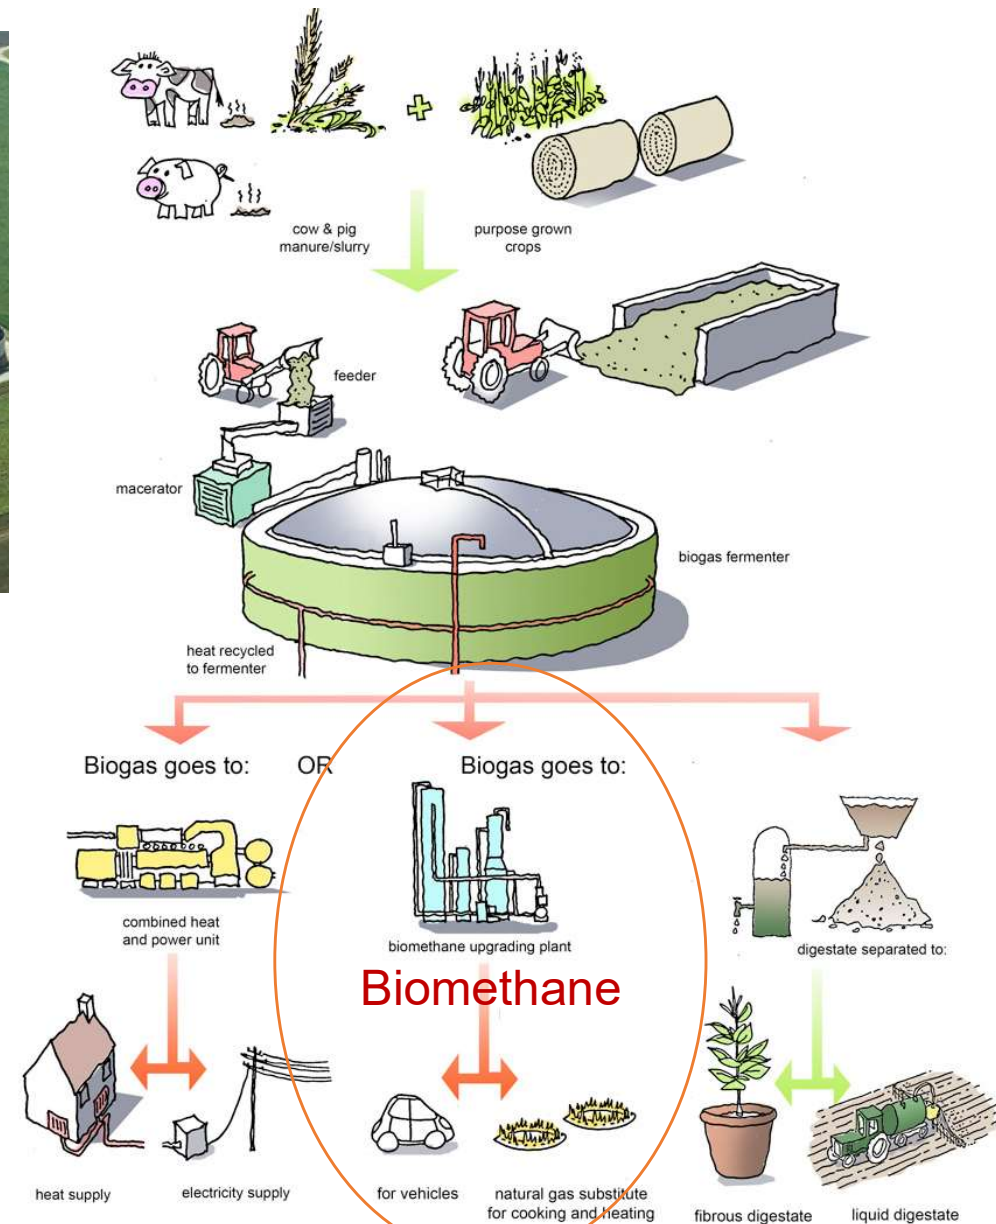 cow & pig
manure/slurry
purpose grown
crops
feeder
macerator
biogas fermenter
heat recycled
to fermenter
Biogas goes to:
OR
Biogas goes to:
combined heat
and power unit
biomethane upgrading plant
digestate separated to:
Biomethane
heat supply
electricity supply
for vehicles
natural gas substitute
for cooking and heating
fibrous digestate
liquid digestate